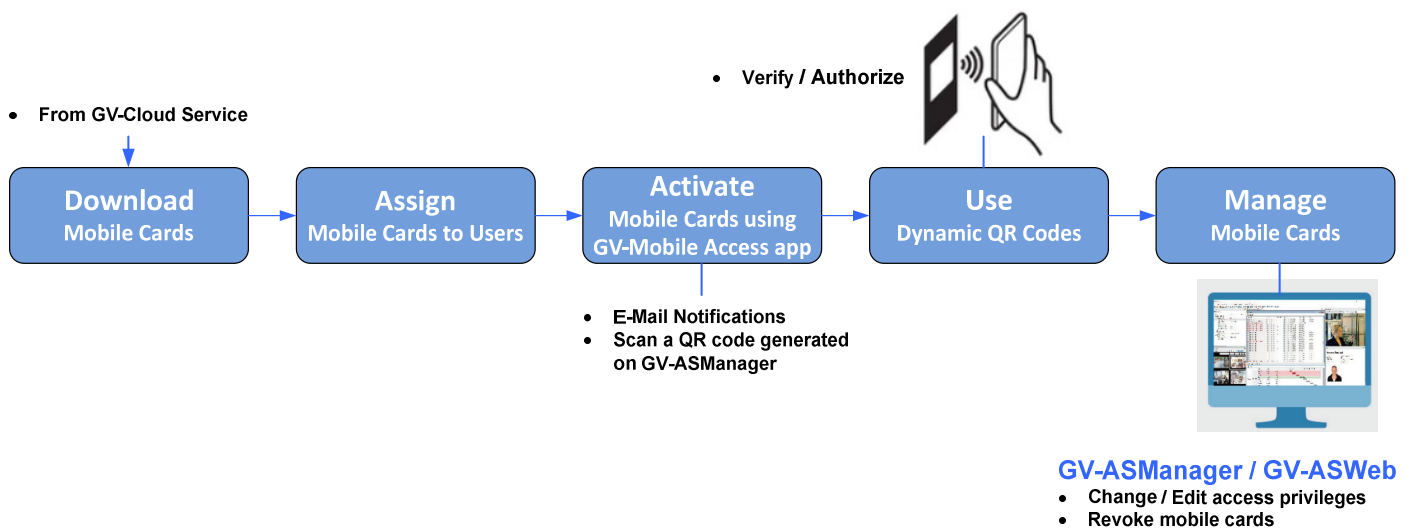 • Verify / Authorize
• From GV-Cloud Service
Download
Mobile Cards
Assign
Mobile Cards to Users
Activate
Mobile Cards using
GV-Mobile Access app
Use
Dynamic QR Codes
Manage
Mobile Cards
• E-Mail Notifications
• Scan a QR code generated
on GV-ASManager
GV-ASManager / GV-ASWeb
• Change / Edit access privileges
• Revoke mobile cards